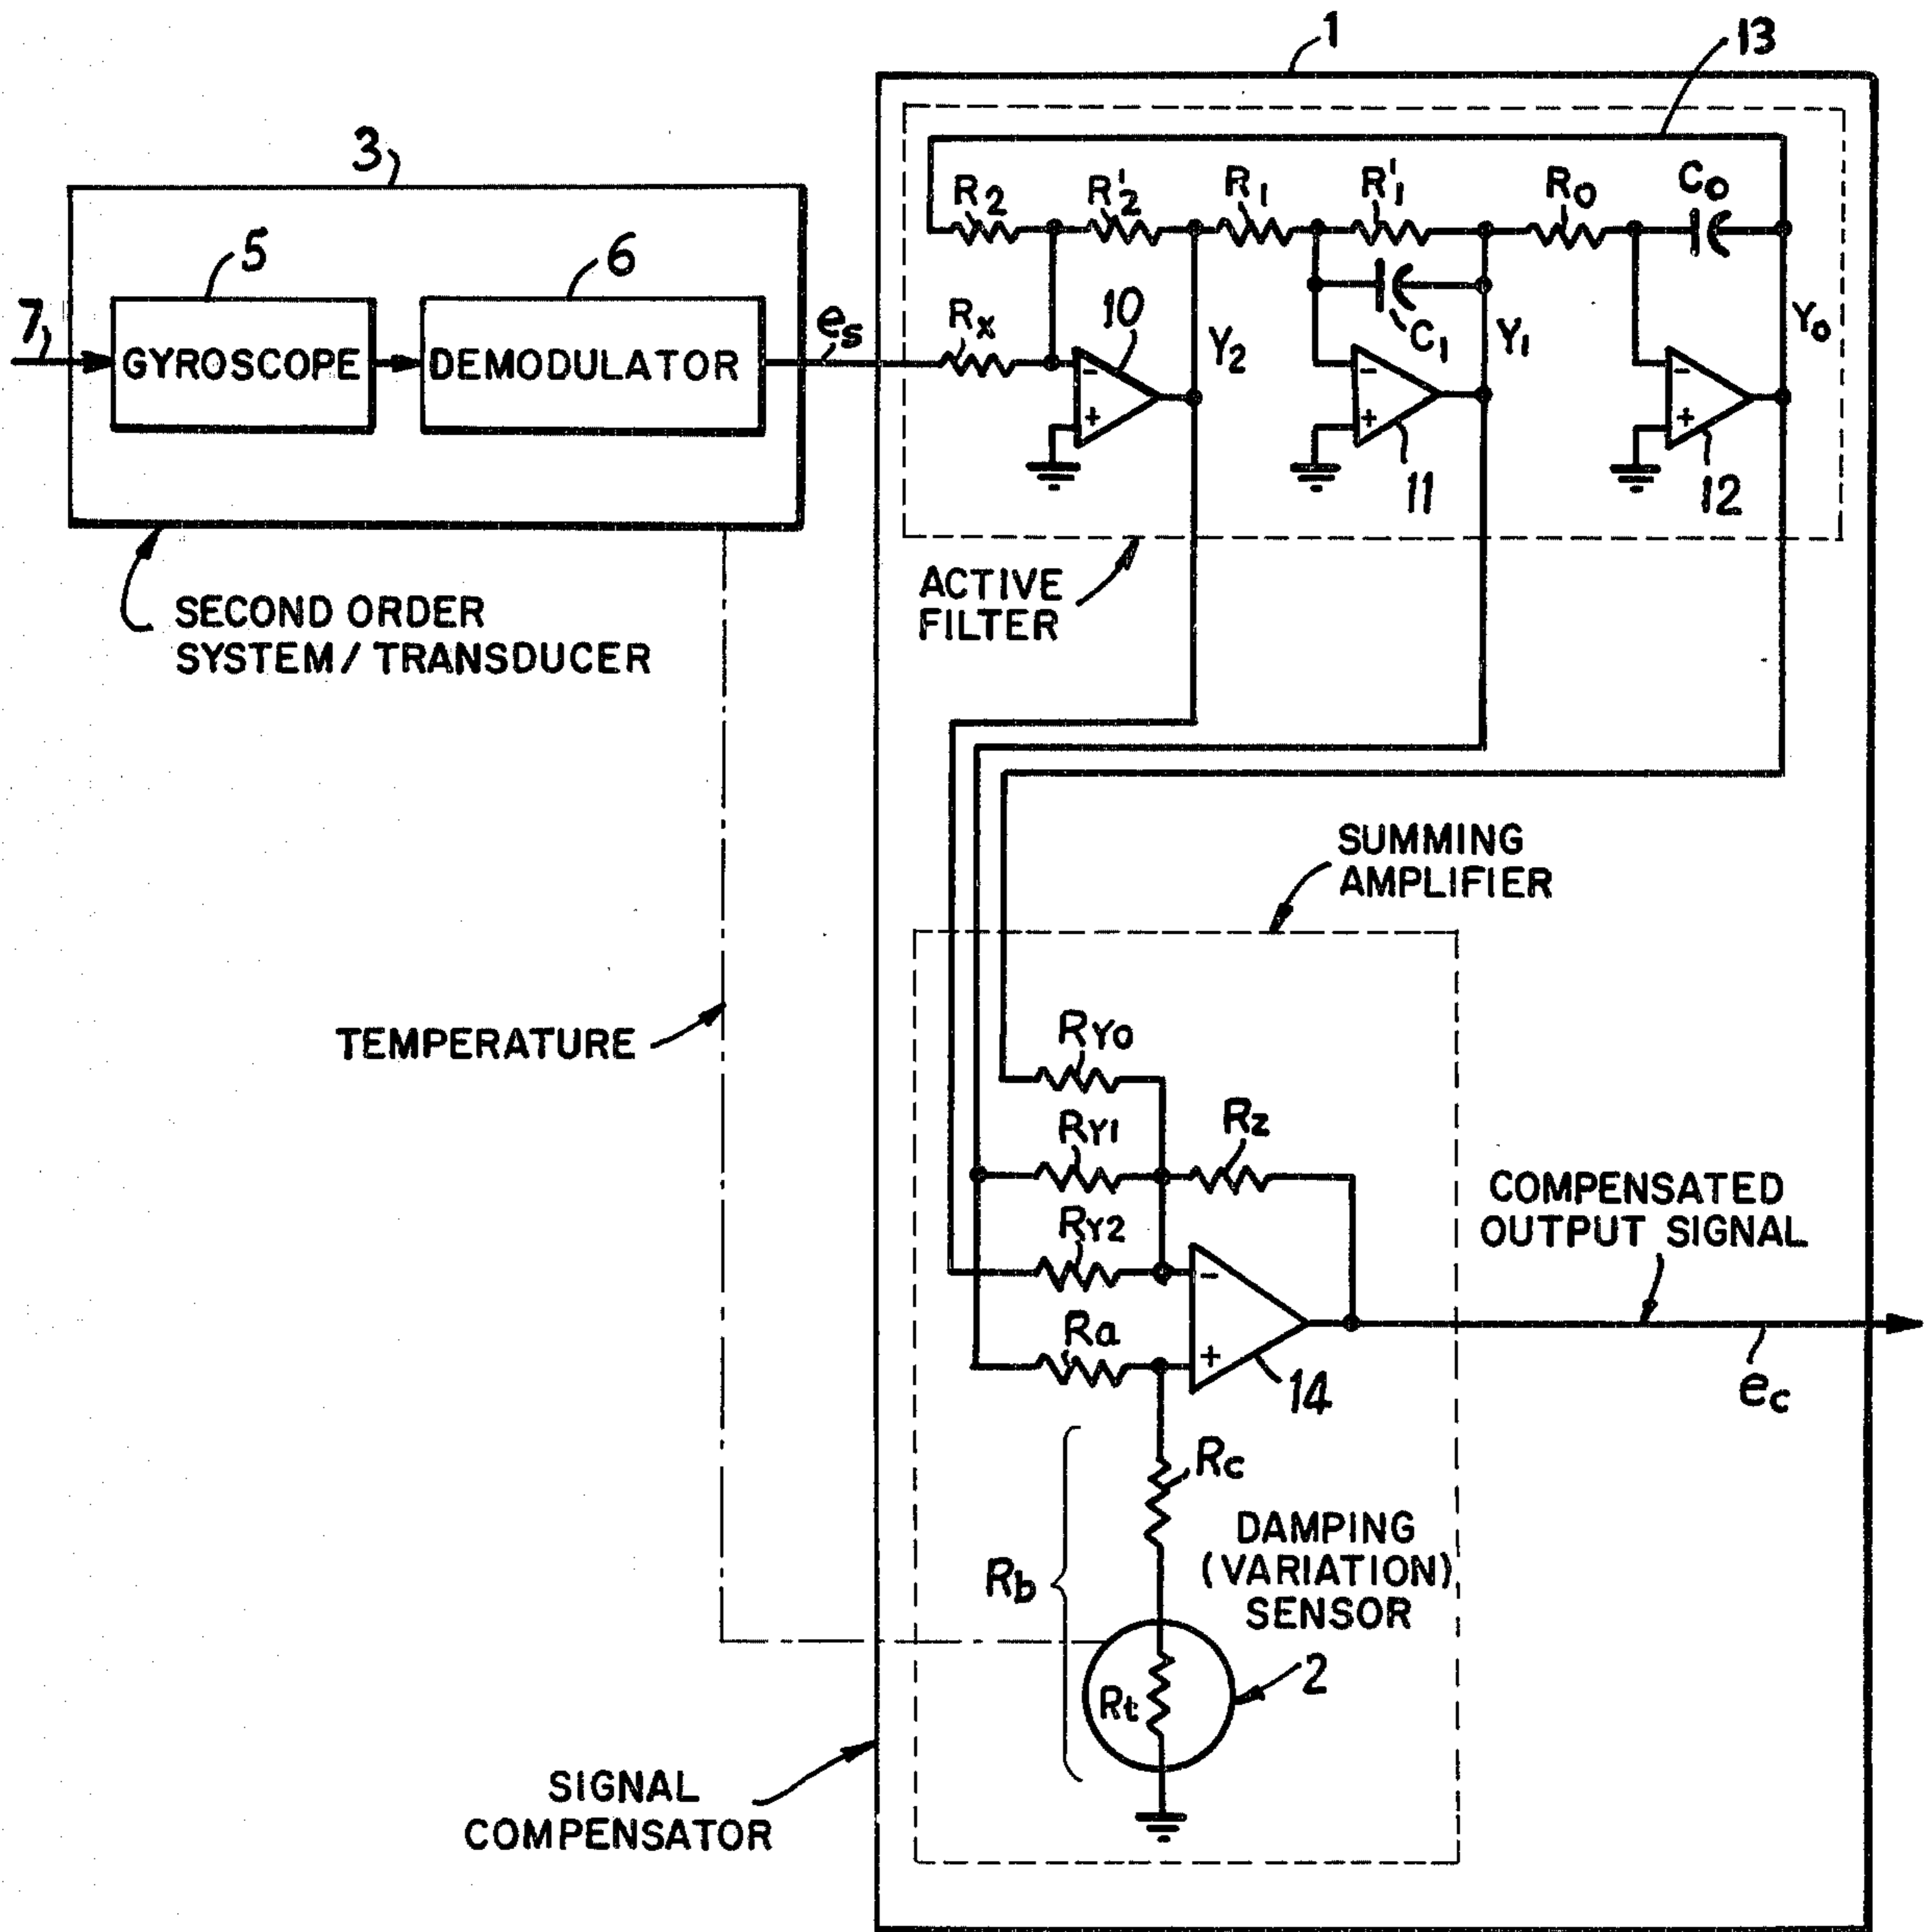 1
13
3
R2
R'2
R1
R'1
R0
C0
5
6
7
GYROSCOPE
DEMODULATOR
es
Rx
10
Y2
C1
Y1
Y0
-
+
-
+
-
+
11
12
ACTIVE
FILTER
SECOND ORDER
SYSTEM / TRANSDUCER
SUMMING
AMPLIFIER
TEMPERATURE
RY0
RY1
Rz
RY2
COMPENSATED
OUTPUT SIGNAL
Ra
-
+
14
ec
Rc
Rb
DAMPING
(VARIATION)
SENSOR
Rt
2
SIGNAL
COMPENSATOR